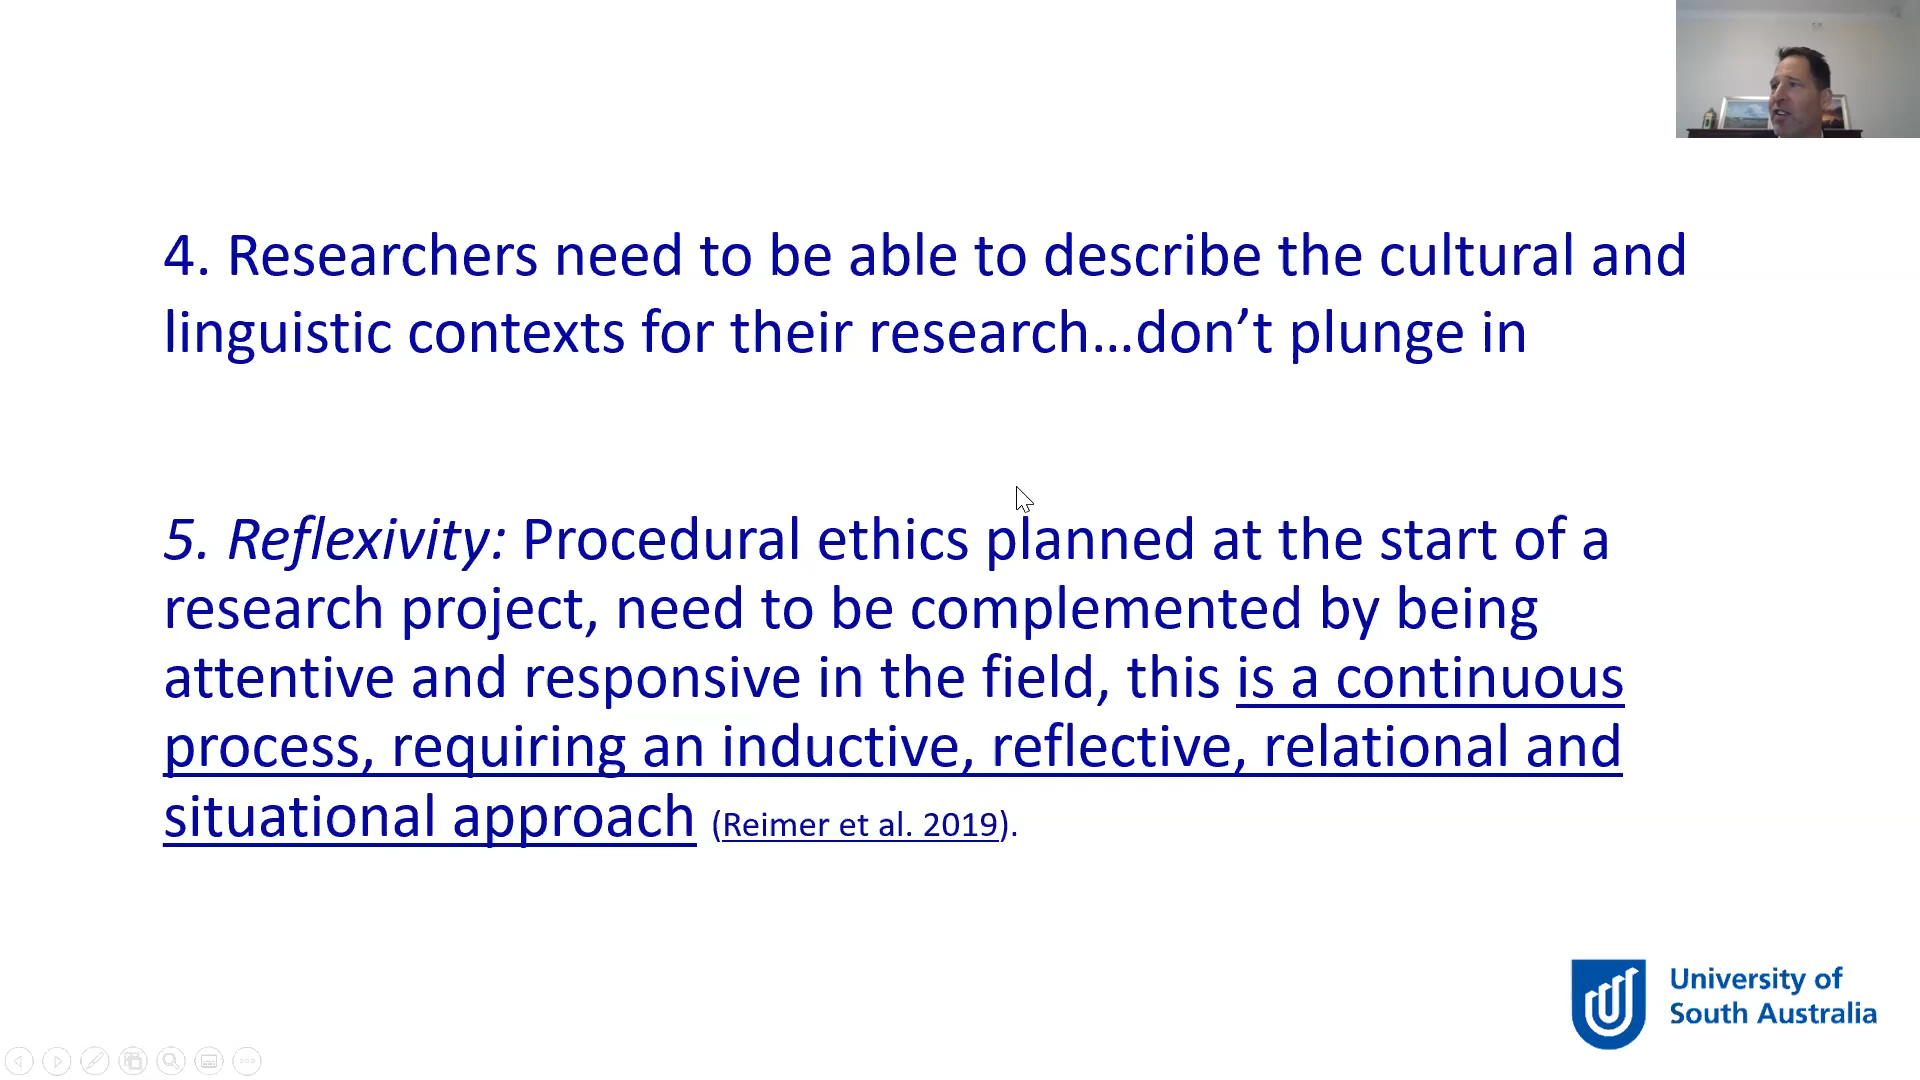 4. Researchers need to be able to describe the cultural and
linguistic contexts for their research...don’t plunge in
5. Reflexivity: Procedural ethics planned at the start of a
research project, need to be complemented by being
attentive and responsive in the field, this is a continuous
process, requiring an inductive, reflective, relational and
situational approach (Reimer et al. 2019).
University of
South Australia